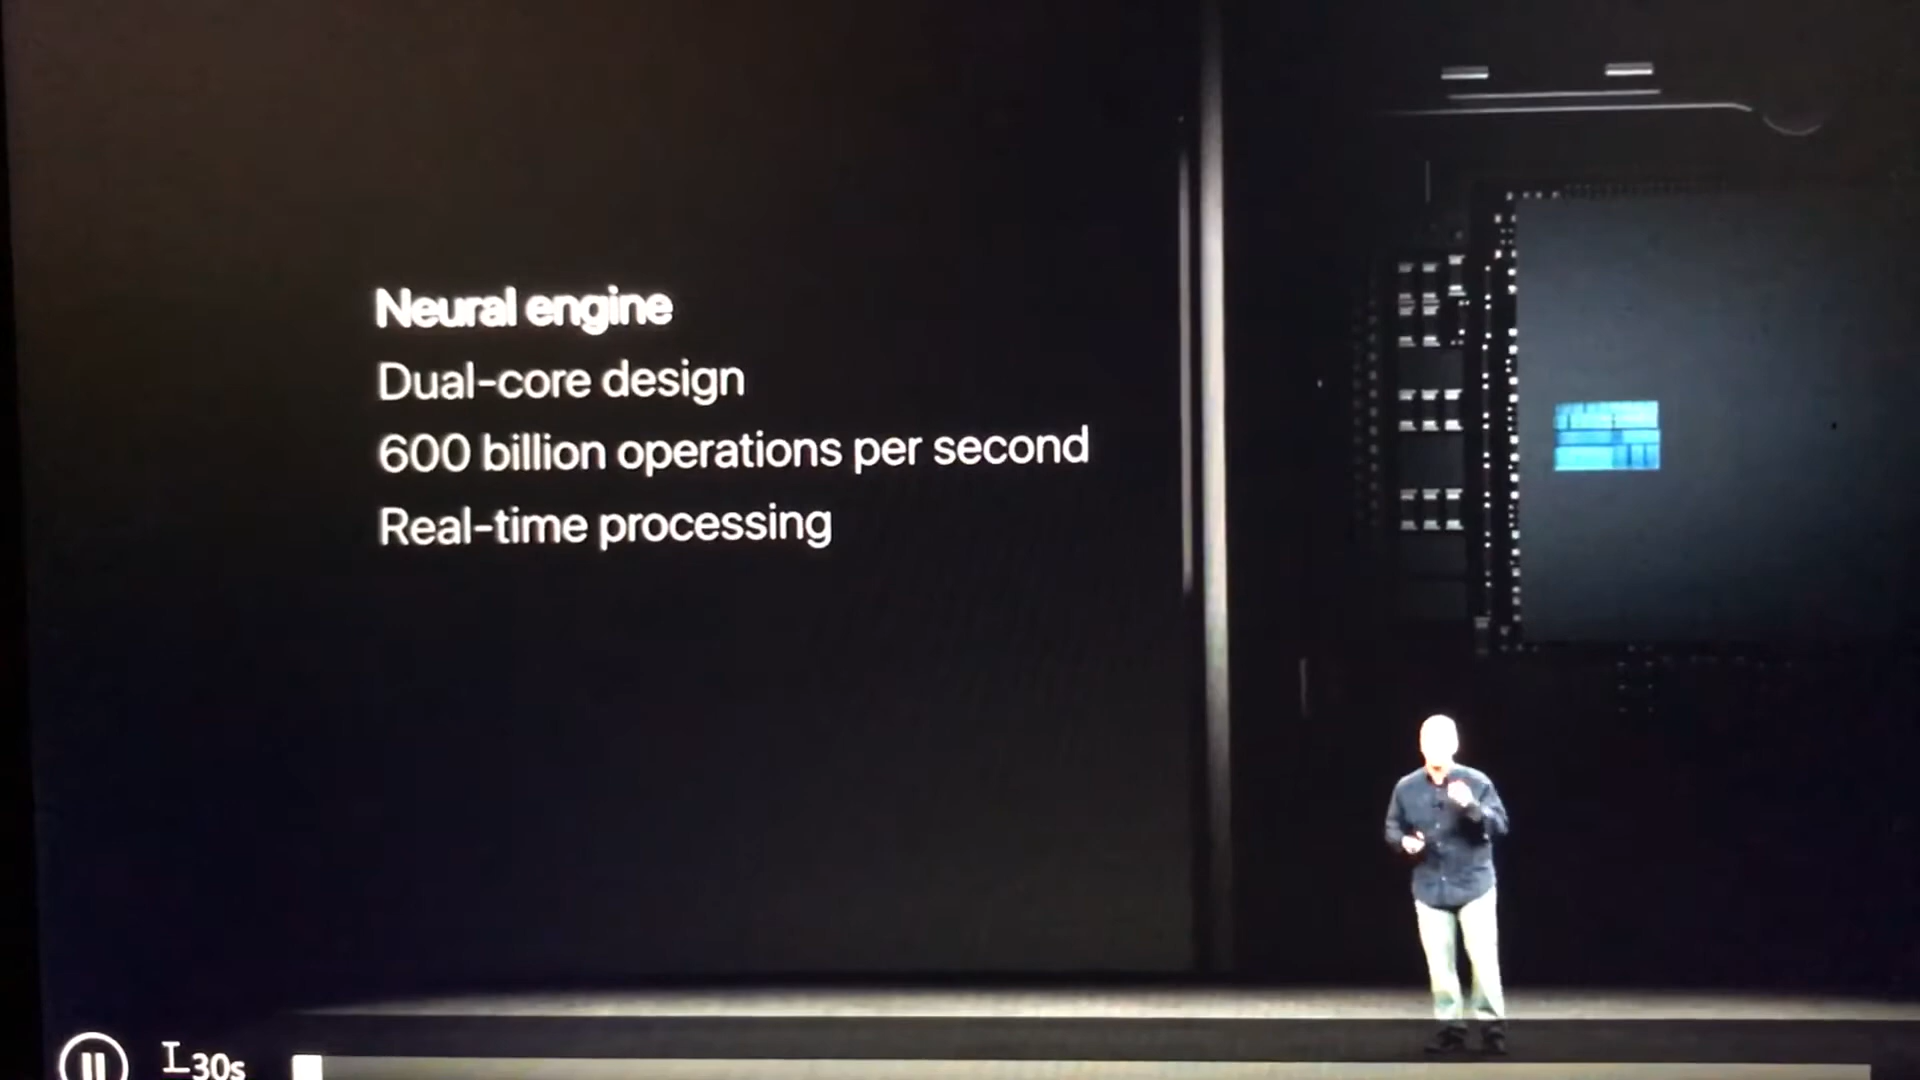 Neural engine
Dual-core design
600 billion operations per second
Real-time processing
30s